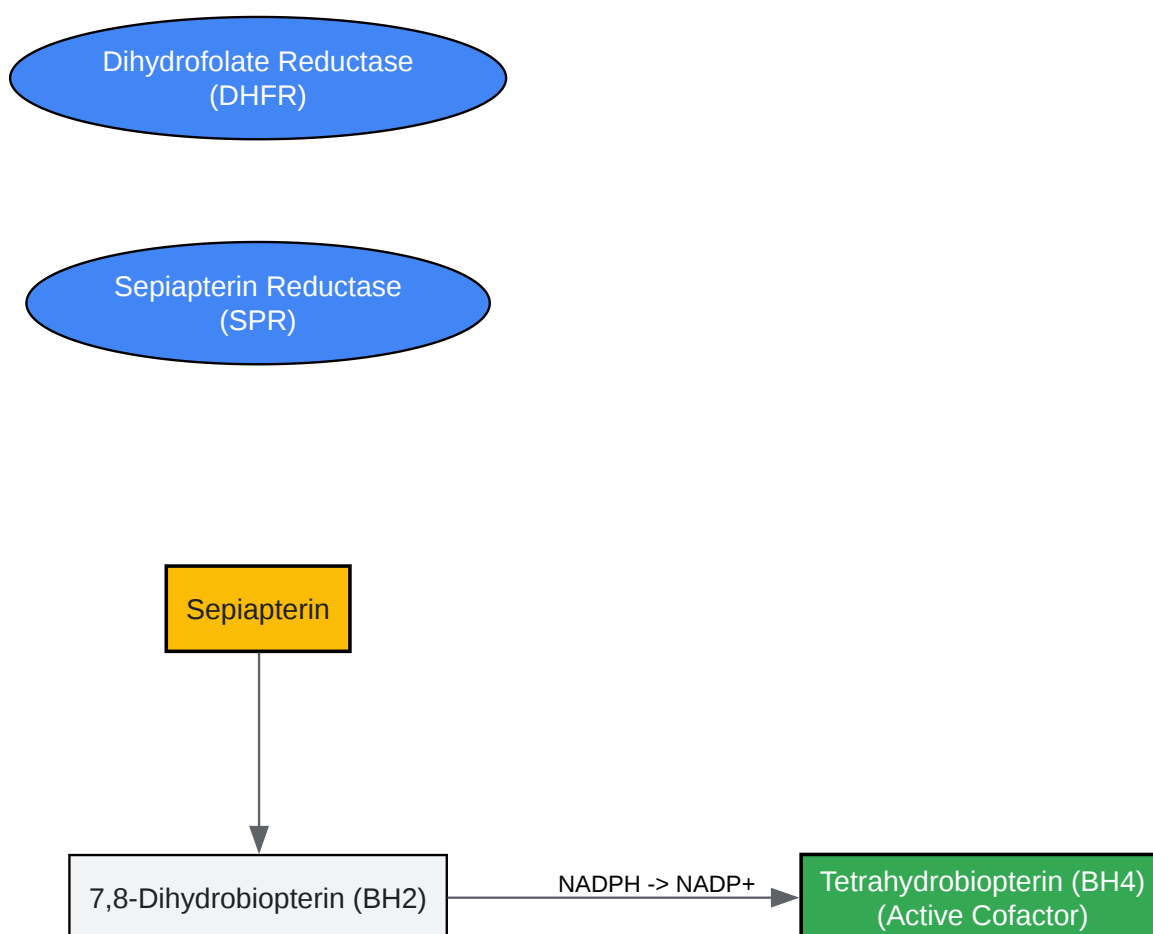 Dihydrofolate Reductase
(DHFR)
Sepiapterin Reductase
(SPR)
Sepiapterin
7,8-Dihydrobiopterin (BH2)
NADPH -> NADP+
Tetrahydrobiopterin (BH4)
(Active Cofactor)